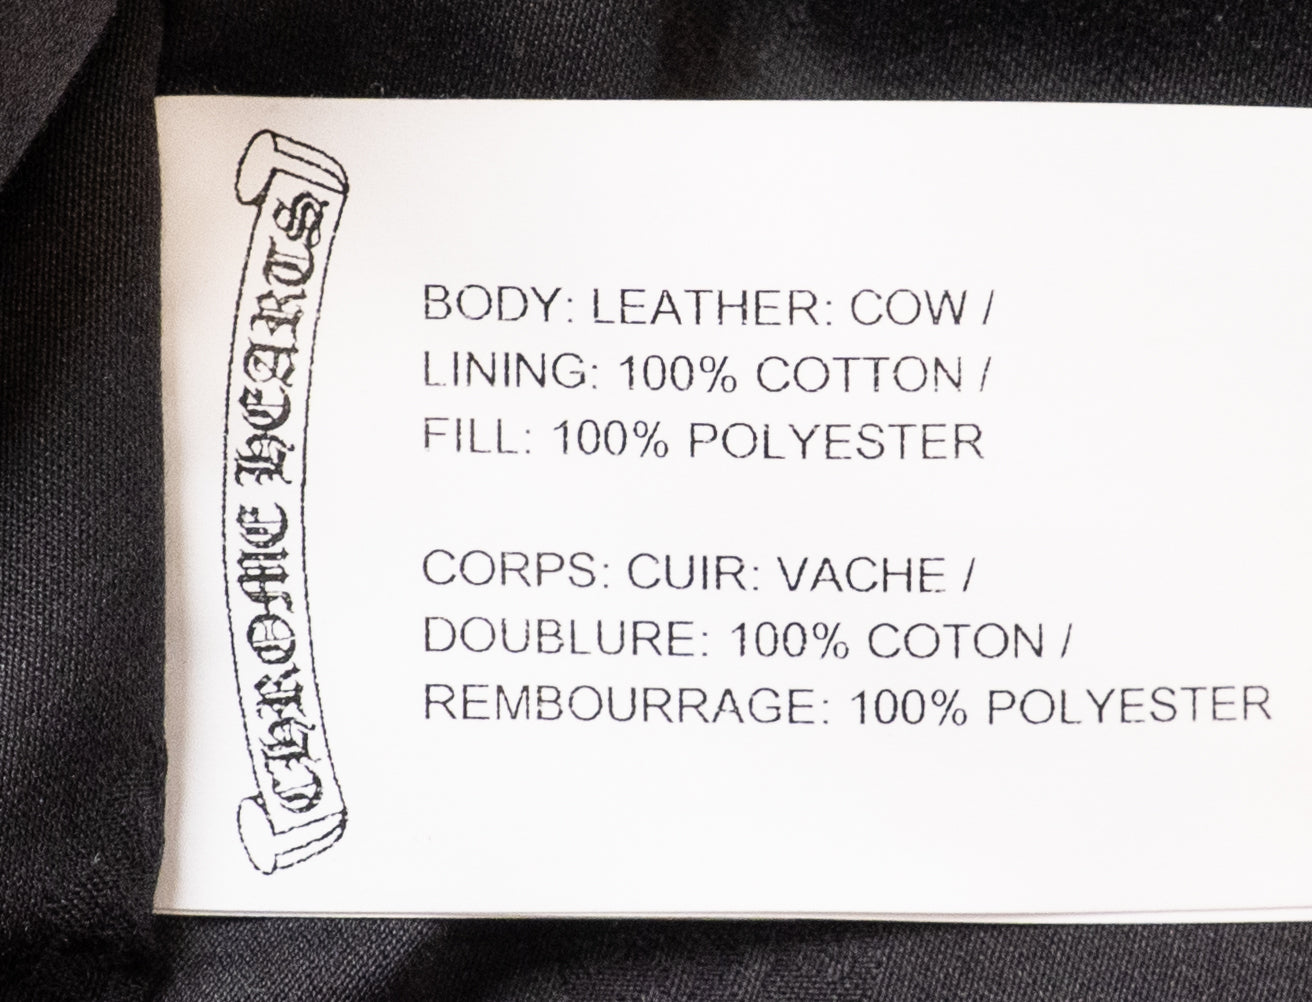 CHROME HEARTS
BODY: LEATHER: COW /
LINING: 100% COTTON /
FILL: 100% POLYESTER
CORPS: CUIR: VACHE /
DOUBLURE: 100% COTON /
REMBOURRAGE: 100% POLYESTER